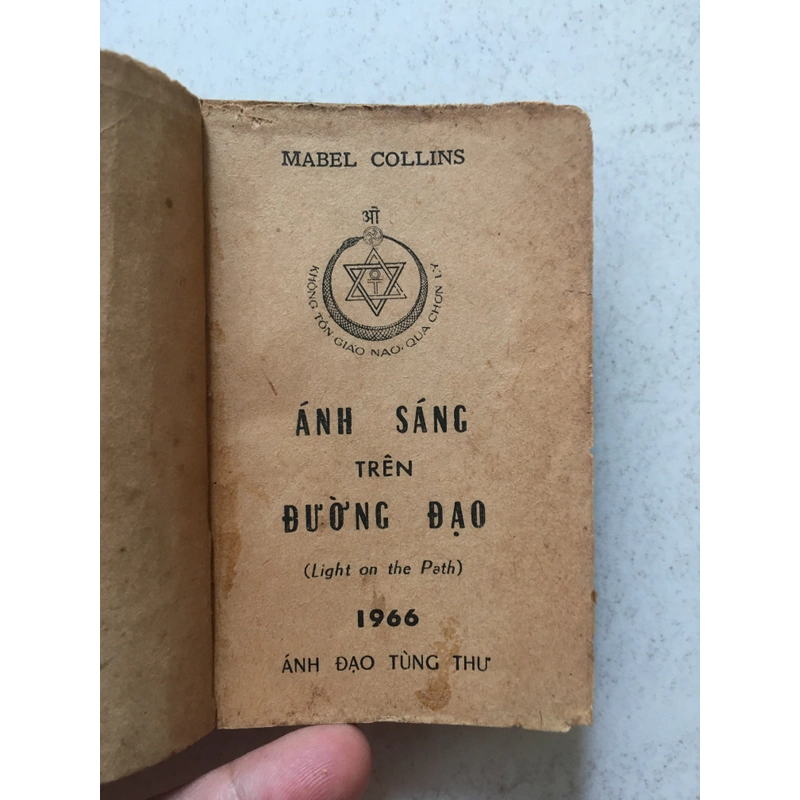 MABEL COLLINS
ओं
KHÔNG TÔN GIÁO NÀO, QUA CHƠN LÝ
ÁNH SÁNG
TRÊN
ĐƯỜNG ĐẠO
(Light on the Path)
1966
ÁNH ĐẠO TÙNG THƯ